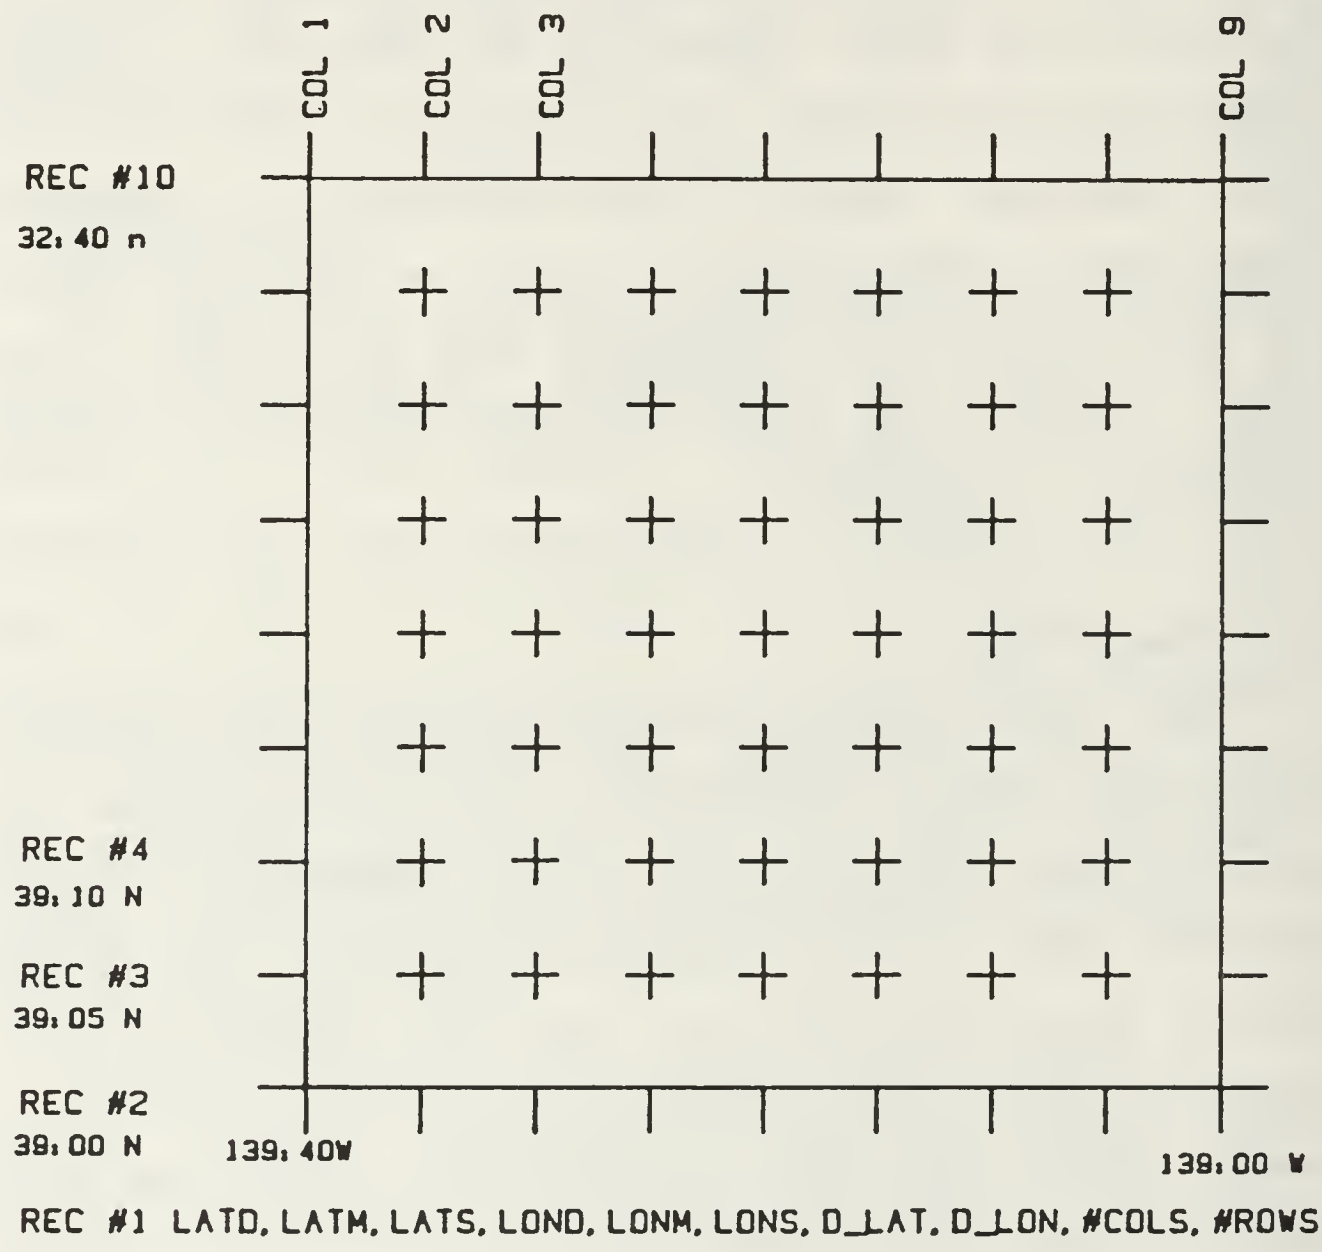 COL 1
COL 2
COL 3
COL 9
REC #10
32:40 n
REC #4
39:10 N
REC #3
39:05 N
REC #2
39:00 N
139:40W
139:00 W
REC #1 LATD, LATM, LATS, LOND, LONM, LONS, D_LAT, D_LON, #COLS, #ROWS